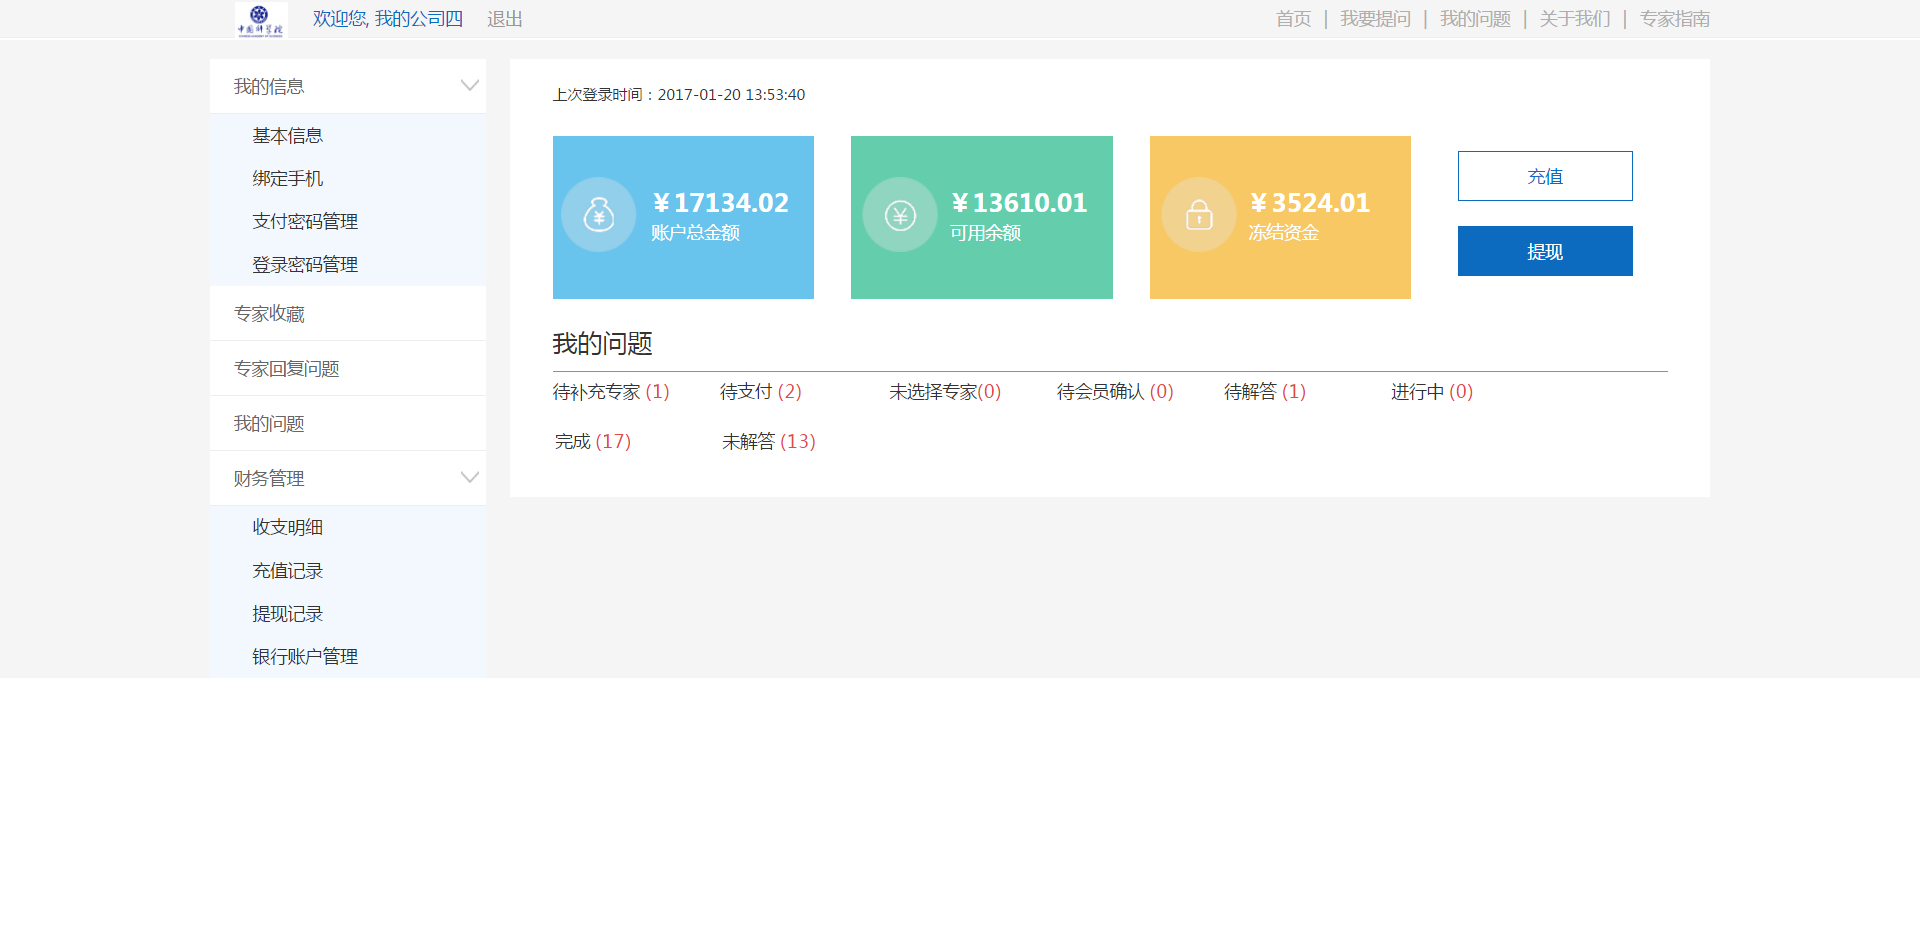 中国科学院
欢迎您, 我的公司四 退出
首页 | 我要提问 | 我的问题 | 关于我们 | 专家指南
我的信息
基本信息
绑定手机
支付密码管理
登录密码管理
专家收藏
专家回复问题
我的问题
财务管理
收支明细
充值记录
提现记录
银行账户管理
上次登录时间：2017-01-20 13:53:40
￥17134.02
账户总金额
￥13610.01
可用余额
￥3524.01
冻结资金
充值
提现
我的问题
待补充专家 (1) 待支付 (2) 未选择专家(0) 待会员确认 (0) 待解答 (1) 进行中 (0)
完成 (17) 未解答 (13)